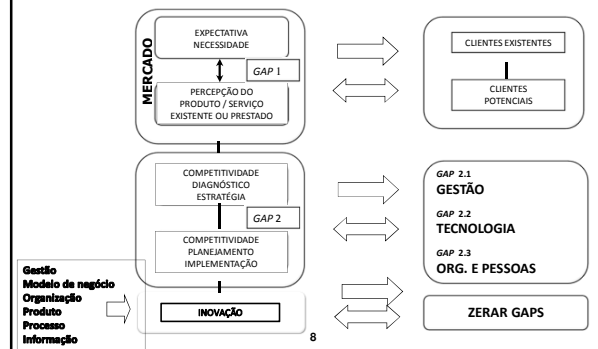 MERCADO
EXPECTATIVA
NECESSIDADE
GAP 1
PERCEPÇÃO DO
PRODUTO / SERVIÇO
EXISTENTE OU PRESTADO
CLIENTES EXISTENTES
CLIENTES
POTENCIAIS
COMPETITIVIDADE
DIAGNÓSTICO
ESTRATÉGIA
GAP 2
COMPETITIVIDADE
PLANEJAMENTO
IMPLEMENTAÇÃO
GAP 2.1
GESTÃO
GAP 2.2
TECNOLOGIA
GAP 2.3
ORG. E PESSOAS
Gestão
Modelo de negócio
Organização
Produto
Processo
Informação
INOVAÇÃO
ZERAR GAPS
8